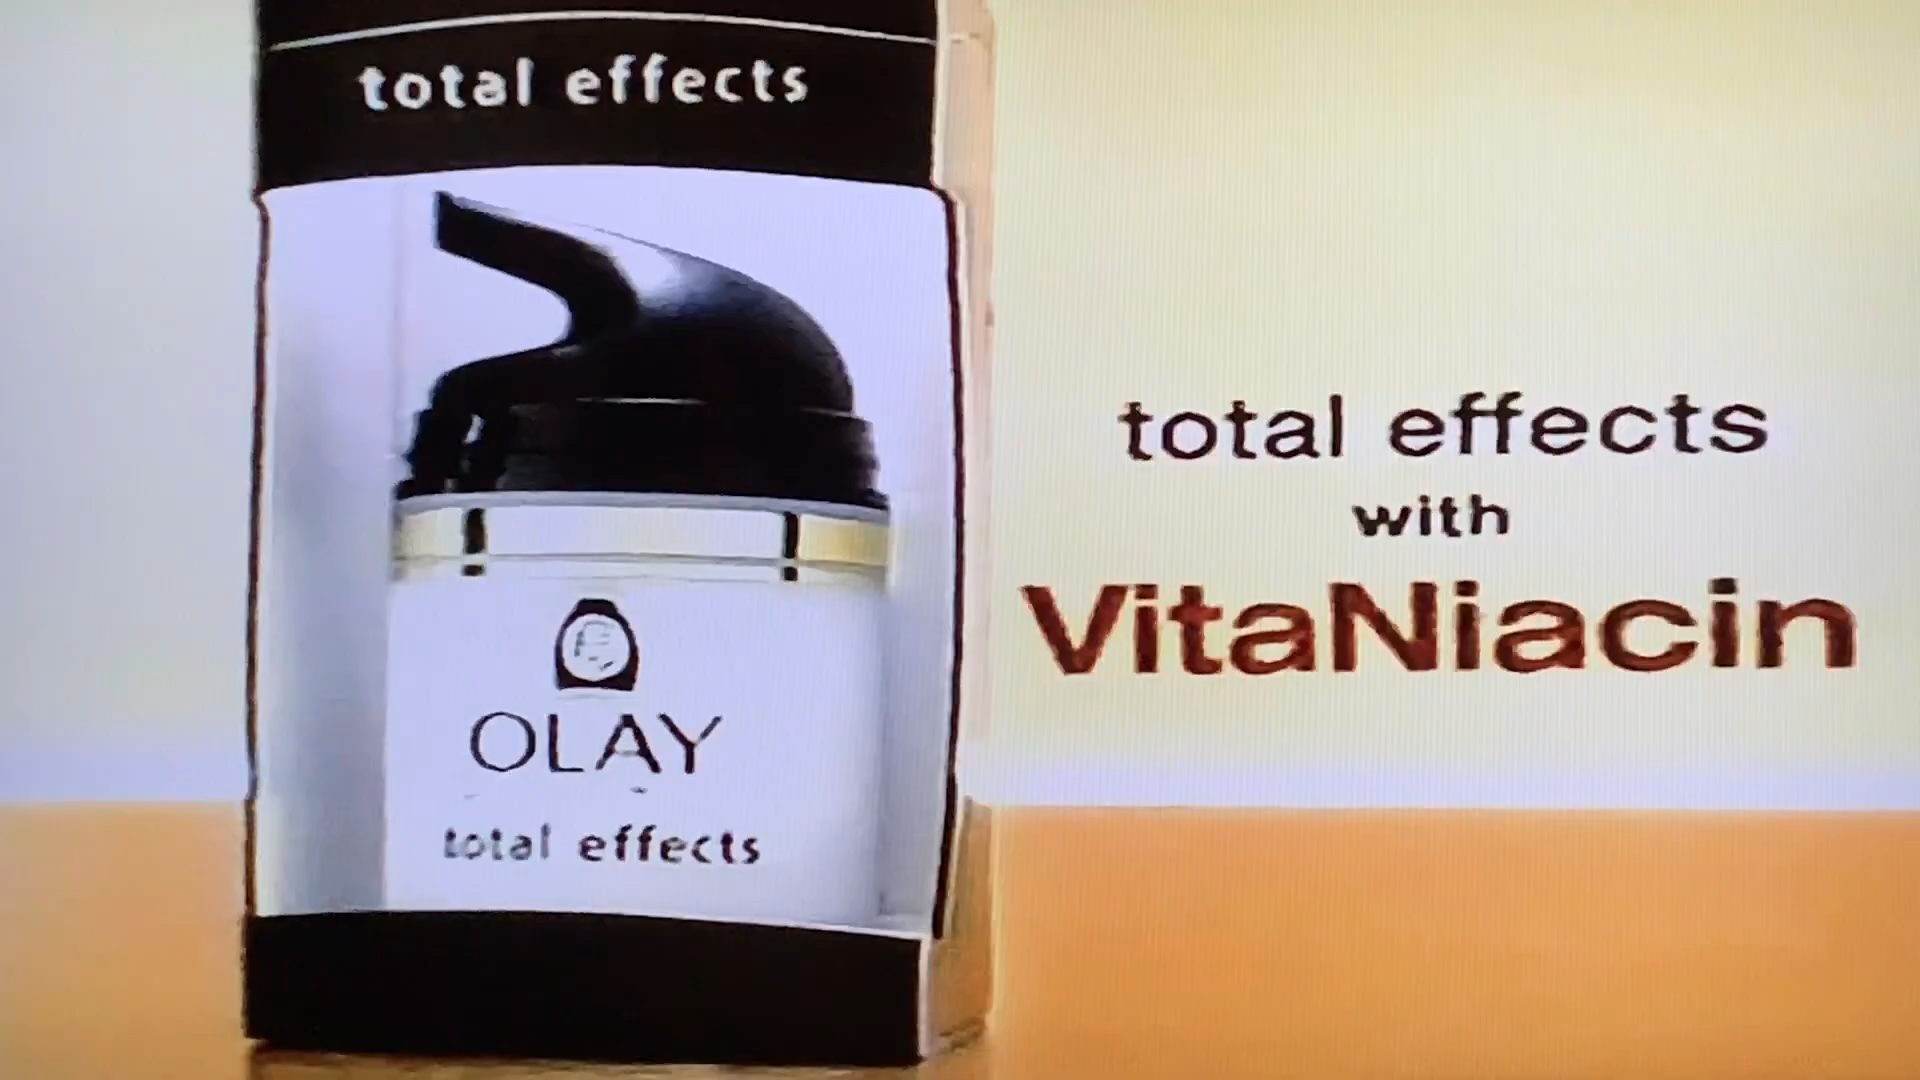 total effects
OLAY
total effects
total effects
with
VitaNiacin